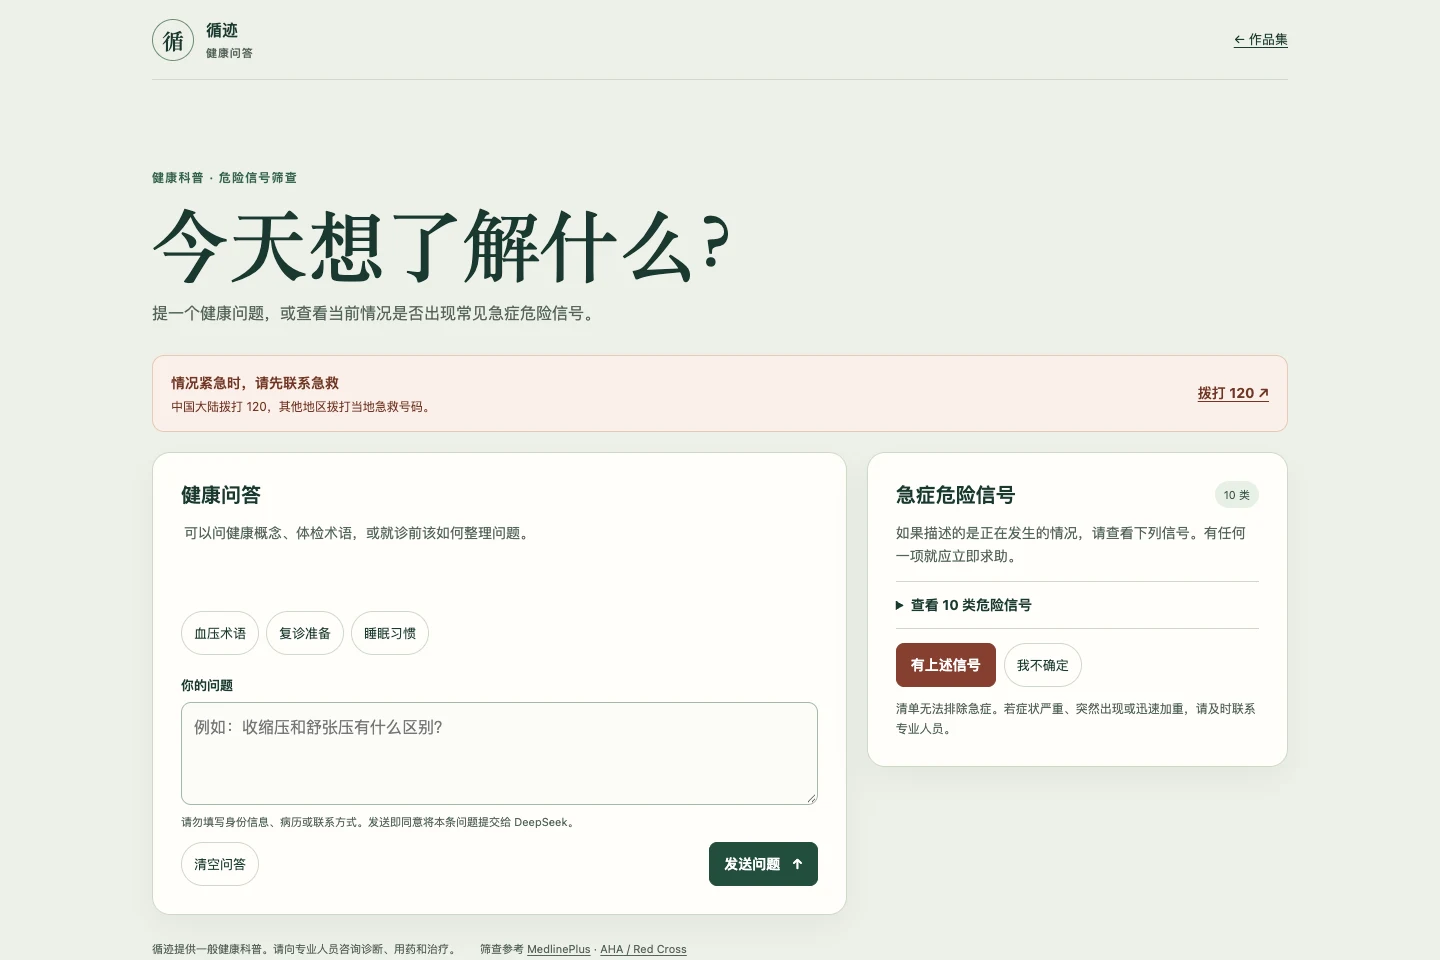 循
循迹
健康问答
← 作品集
健康科普 · 危险信号筛查
今天想了解什么？
提一个健康问题，或查看当前情况是否出现常见急症危险信号。
情况紧急时，请先联系急救
中国大陆拨打 120，其他地区拨打当地急救号码。
拨打 120 ↗
健康问答
可以问健康概念、体检术语，或就诊前该如何整理问题。
血压术语
复诊准备
睡眠习惯
你的问题
例如：收缩压和舒张压有什么区别？
请勿填写身份信息、病历或联系方式。发送即同意将本条问题提交给 DeepSeek。
清空问答
发送问题 ↑
急症危险信号
10 类
如果描述的是正在发生的情况，请查看下列信号。有任何
一项就应立即求助。
▶ 查看 10 类危险信号
有上述信号
我不确定
清单无法排除急症。若症状严重、突然出现或迅速加重，请及时联系
专业人员。
循迹提供一般健康科普。请向专业人员咨询诊断、用药和治疗。
筛查参考 MedlinePlus · AHA / Red Cross